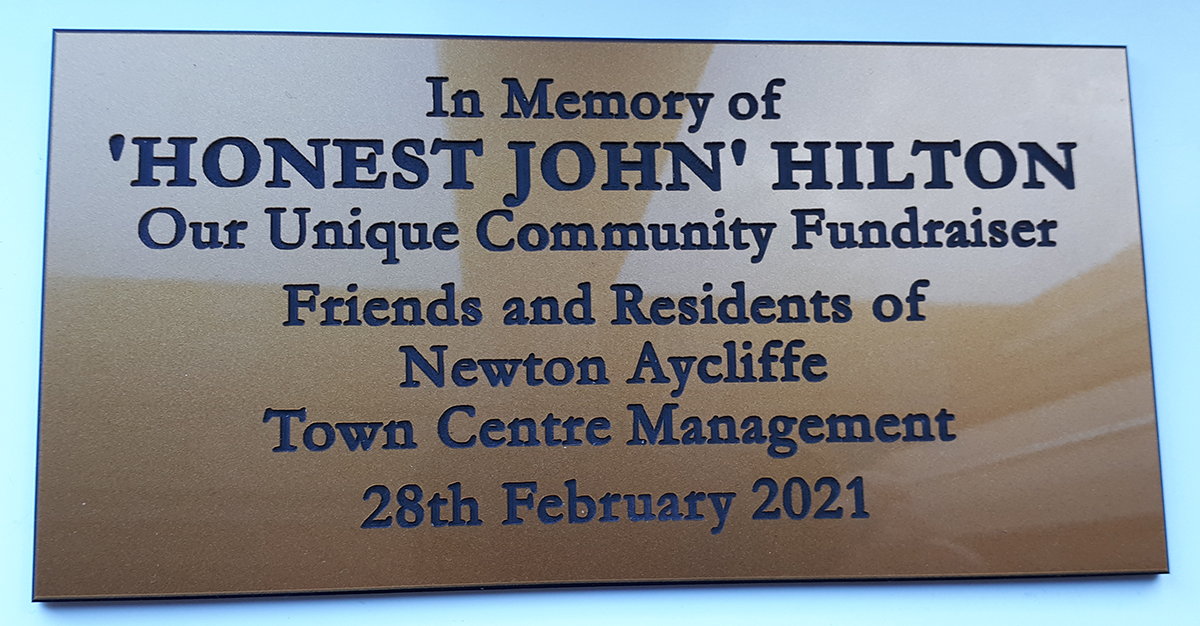 In Memory of
'HONEST JOHN' HILTON
Our Unique Community Fundraiser
Friends and Residents of
Newton Aycliffe
Town Centre Management
28th February 2021